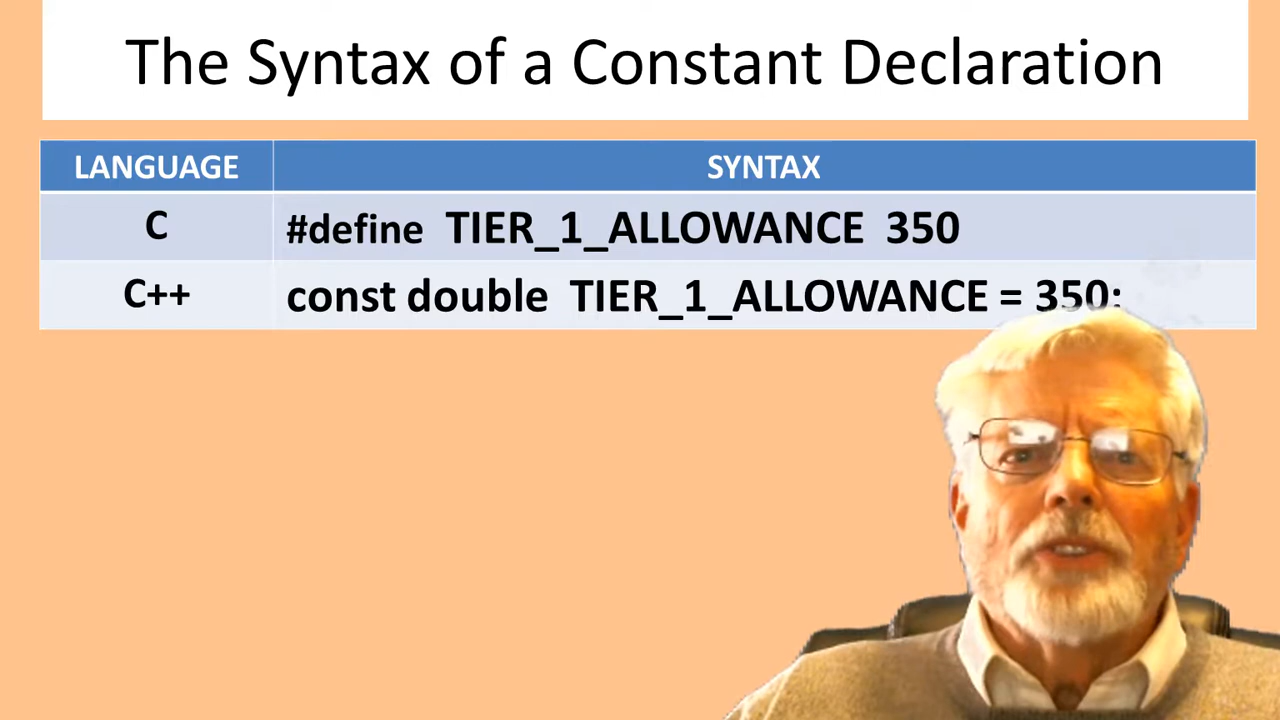 The Syntax of a Constant Declaration
LANGUAGE SYNTAX
C #define TIER_1_ALLOWANCE 350
C++ const double TIER_1_ALLOWANCE = 350;